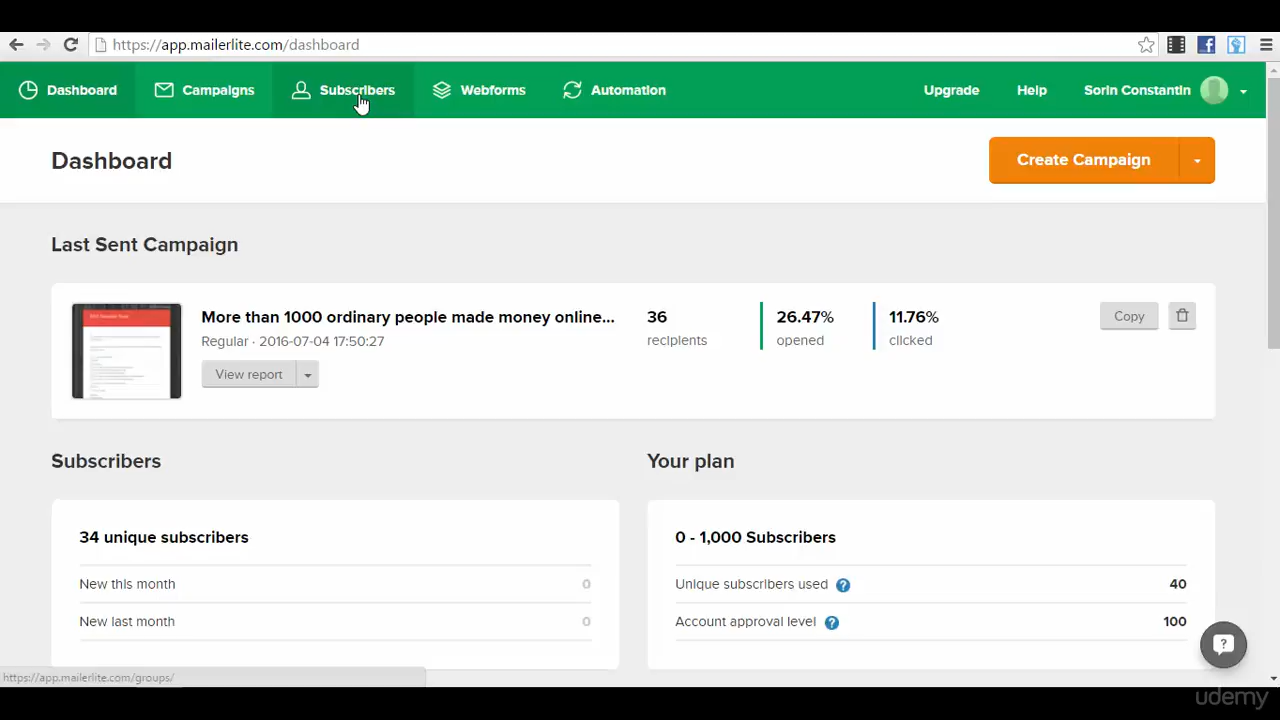 https://app.mailerlite.com/dashboard
Dashboard
Campaigns
Subscribers
Webforms
Automation
Upgrade
Help
Sorin Constantin
Dashboard
Create Campaign
Last Sent Campaign
More than 1000 ordinary people made money online...
Regular · 2016-07-04 17:50:27
View report
36
recipients
26.47%
opened
11.76%
clicked
Copy
Subscribers
34 unique subscribers
New this month 0
New last month 0
Your plan
0 - 1,000 Subscribers
Unique subscribers used ? 40
Account approval level ? 100
?
https://app.mailerlite.com/groups/
udemy